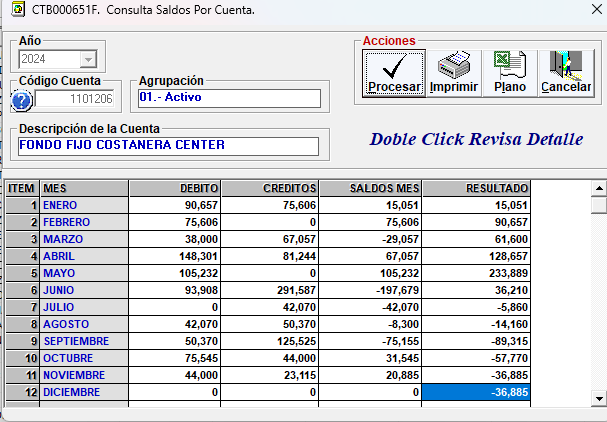 CTB000651F.  Consulta Saldos Por Cuenta.
Año
2024
Acciones
Procesar Imprimir Plano Cancelar
Código Cuenta
1101206
Agrupación
01.- Activo
Descripción de la Cuenta
FONDO FIJO COSTANERA CENTER
Doble Click Revisa Detalle
ITEM MES DEBITO CREDITOS SALDOS MES RESULTADO
1 ENERO 90,657 75,606 15,051 15,051
2 FEBRERO 75,606 0 75,606 90,657
3 MARZO 38,000 67,057 -29,057 61,600
4 ABRIL 148,301 81,244 67,057 128,657
5 MAYO 105,232 0 105,232 233,889
6 JUNIO 93,908 291,587 -197,679 36,210
7 JULIO 0 42,070 -42,070 -5,860
8 AGOSTO 42,070 50,370 -8,300 -14,160
9 SEPTIEMBRE 50,370 125,525 -75,155 -89,315
10 OCTUBRE 75,545 44,000 31,545 -57,770
11 NOVIEMBRE 44,000 23,115 20,885 -36,885
12 DICIEMBRE 0 0 0 -36,885